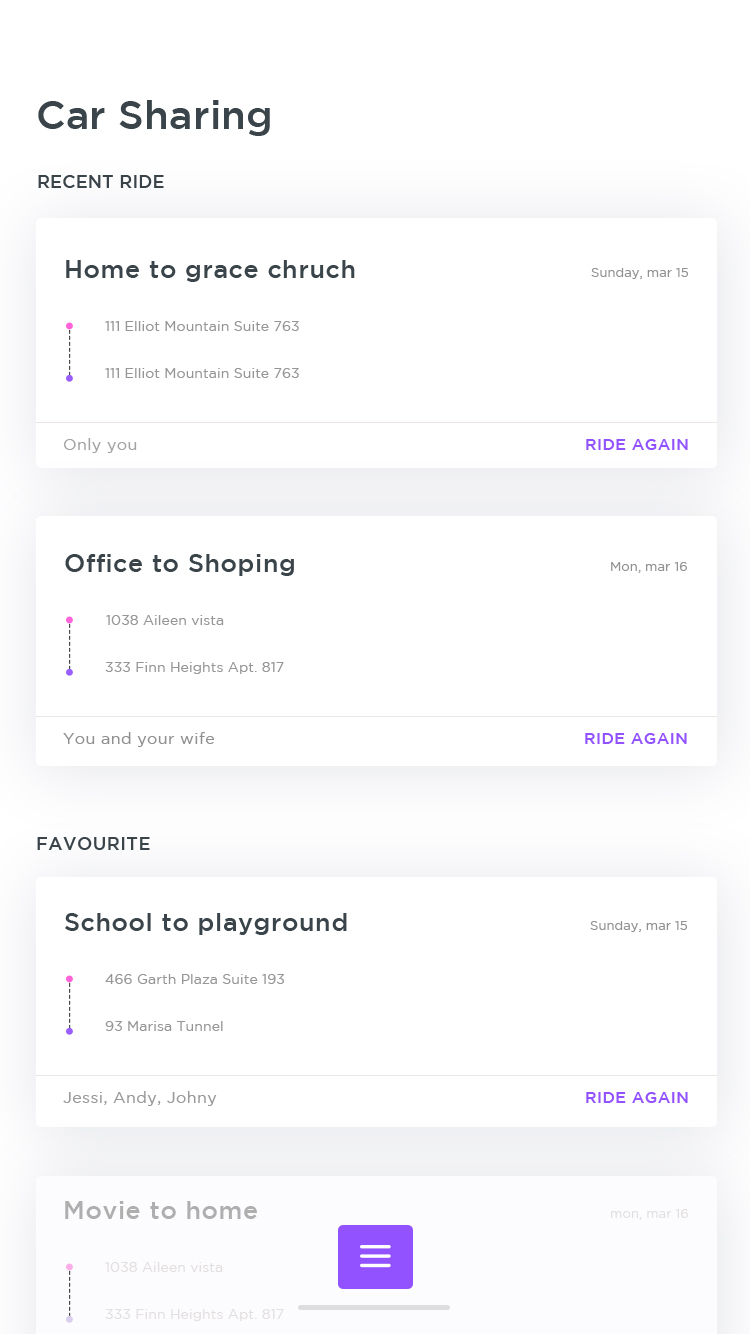 Car Sharing
RECENT RIDE
Home to grace chruch
Sunday, mar 15
111 Elliot Mountain Suite 763
111 Elliot Mountain Suite 763
Only you
RIDE AGAIN
Office to Shoping
Mon, mar 16
1038 Aileen vista
333 Finn Heights Apt. 817
You and your wife
RIDE AGAIN
FAVOURITE
School to playground
Sunday, mar 15
466 Garth Plaza Suite 193
93 Marisa Tunnel
Jessi, Andy, Johny
RIDE AGAIN
Movie to home
mon, mar 16
1038 Aileen vista
333 Finn Heights Apt. 817